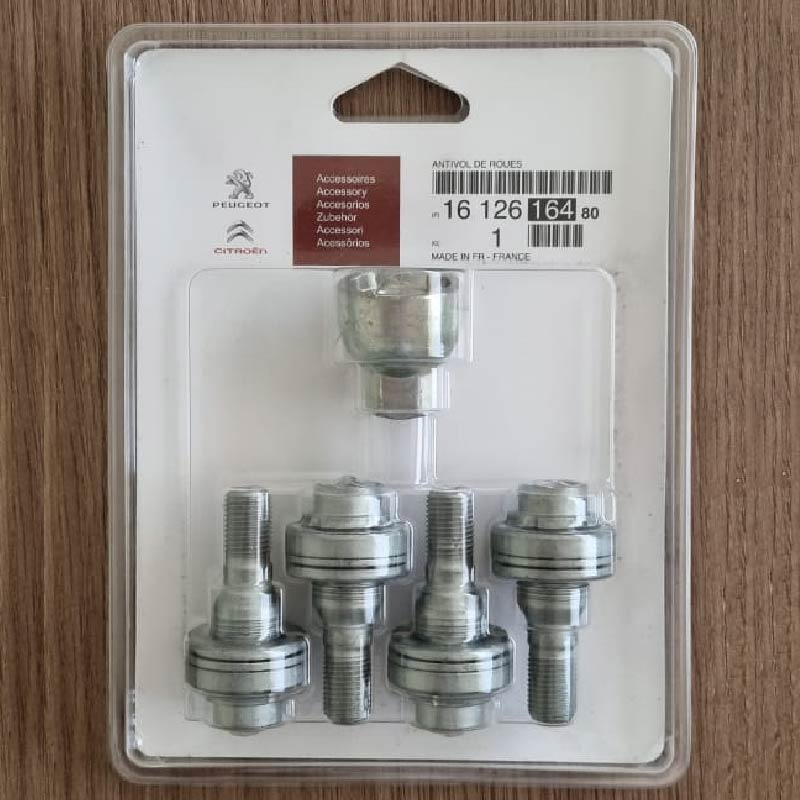 PEUGEOT
CITROËN
Accessoires
Accessory
Accesorios
Zubehör
Accessori
Acessórios
ANTIVOL DE ROUES
16 126 164 80
1
MADE IN FR - FRANCE